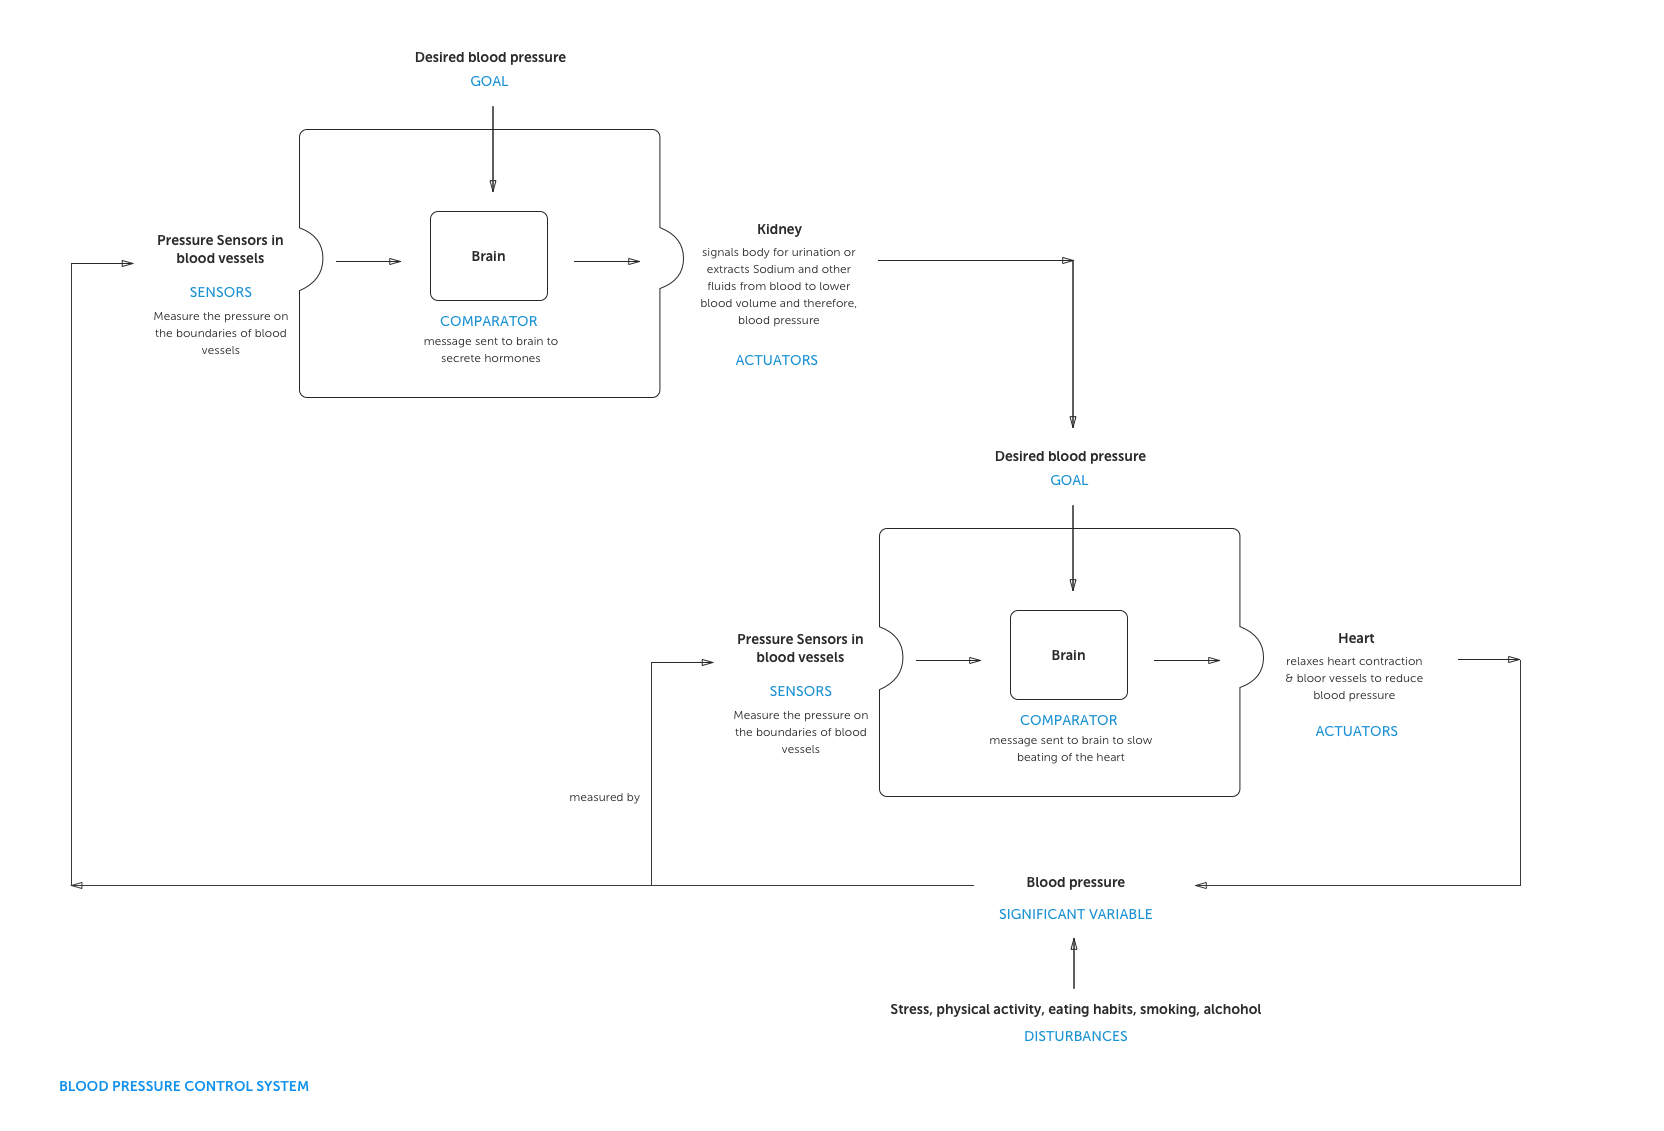 Desired blood pressure
GOAL
Pressure Sensors in
blood vessels
SENSORS
Measure the pressure on
the boundaries of blood
vessels
Brain
COMPARATOR
message sent to brain to
secrete hormones
Kidney
signals body for urination or
extracts Sodium and other
fluids from blood to lower
blood volume and therefore,
blood pressure
ACTUATORS
Desired blood pressure
GOAL
Pressure Sensors in
blood vessels
SENSORS
Measure the pressure on
the boundaries of blood
vessels
Brain
COMPARATOR
message sent to brain to slow
beating of the heart
Heart
relaxes heart contraction
& bloor vessels to reduce
blood pressure
ACTUATORS
measured by
Blood pressure
SIGNIFICANT VARIABLE
Stress, physical activity, eating habits, smoking, alchohol
DISTURBANCES
BLOOD PRESSURE CONTROL SYSTEM